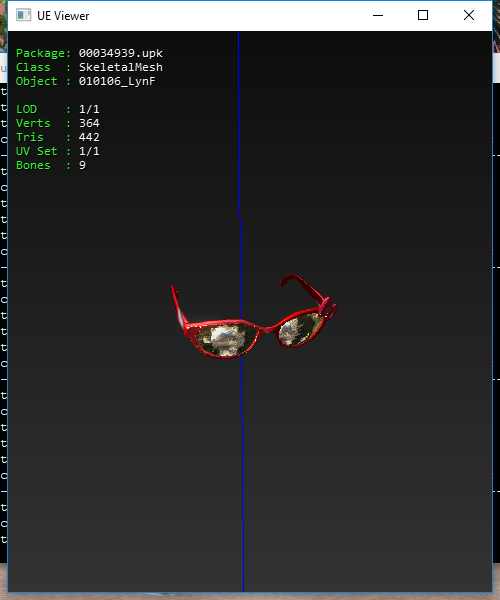 UE Viewer
Package: 00034939.upk
Class  : SkeletalMesh
Object : 010106_LynF
LOD    : 1/1
Verts  : 364
Tris   : 442
UV Set : 1/1
Bones  : 9